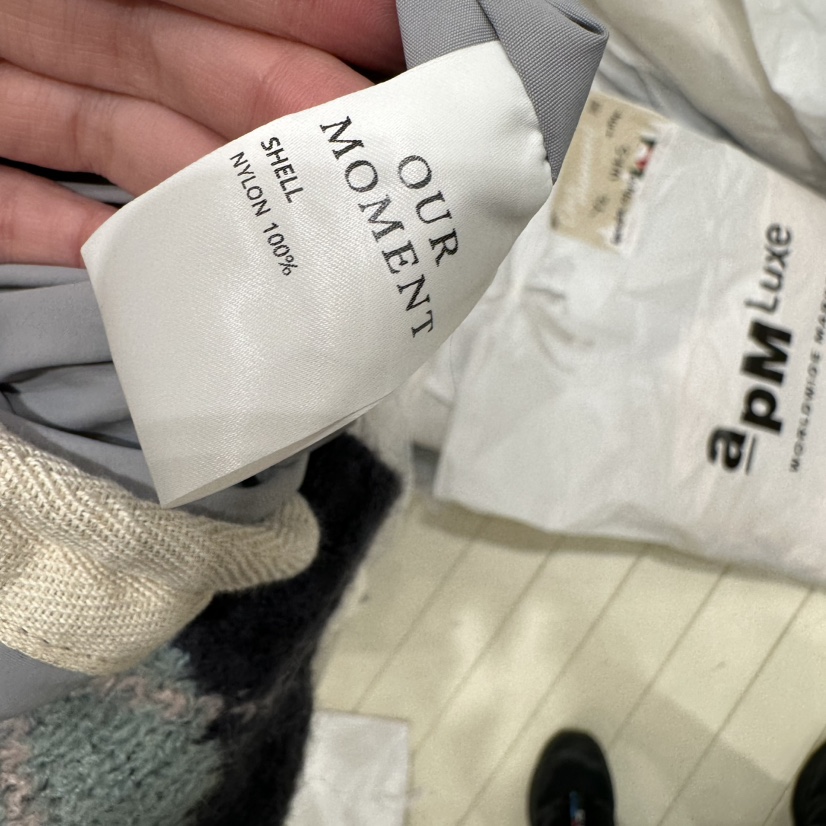 OUR
MOMENT
SHELL
NYLON 100%
apM Luxe
WORLDWIDE